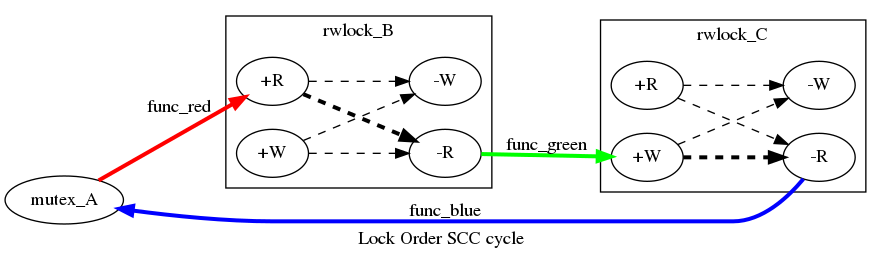 rwlock_B
rwlock_C
+R
-W
+R
-W
func_red
+W
-R
func_green
+W
-R
mutex_A
func_blue
Lock Order SCC cycle